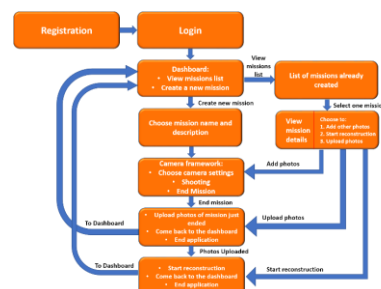 Registration
Login
View
missions
list
Dashboard:
• View missions list
• Create a new mission
List of missions already
created
Create new mission
Select one missi
Choose mission name and
description
View
mission
details
Choose to:
1. Add other photos
2. Start reconstruction
3. Upload photos
Camera framework:
• Choose camera settings
• Shooting
• End Mission
Add photos
End mission
To Dashboard
• Upload photos of mission just
ended
• Come back to the dashboard
• End application
Upload photos
Photos Uploaded
To Dashboard
• Start reconstruction
• Come back to the dashboard
• End application
Start reconstruction